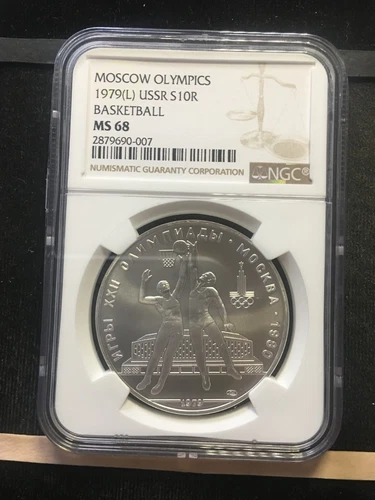 MOSCOW OLYMPICS
1979(L) USSR S10R
BASKETBALL
MS 68
2879690-007
NUMISMATIC GUARANTY CORPORATION
NGC®
ИГРЫ XXII ОЛИМПИАДЫ · МОСКВА · 1980
1979